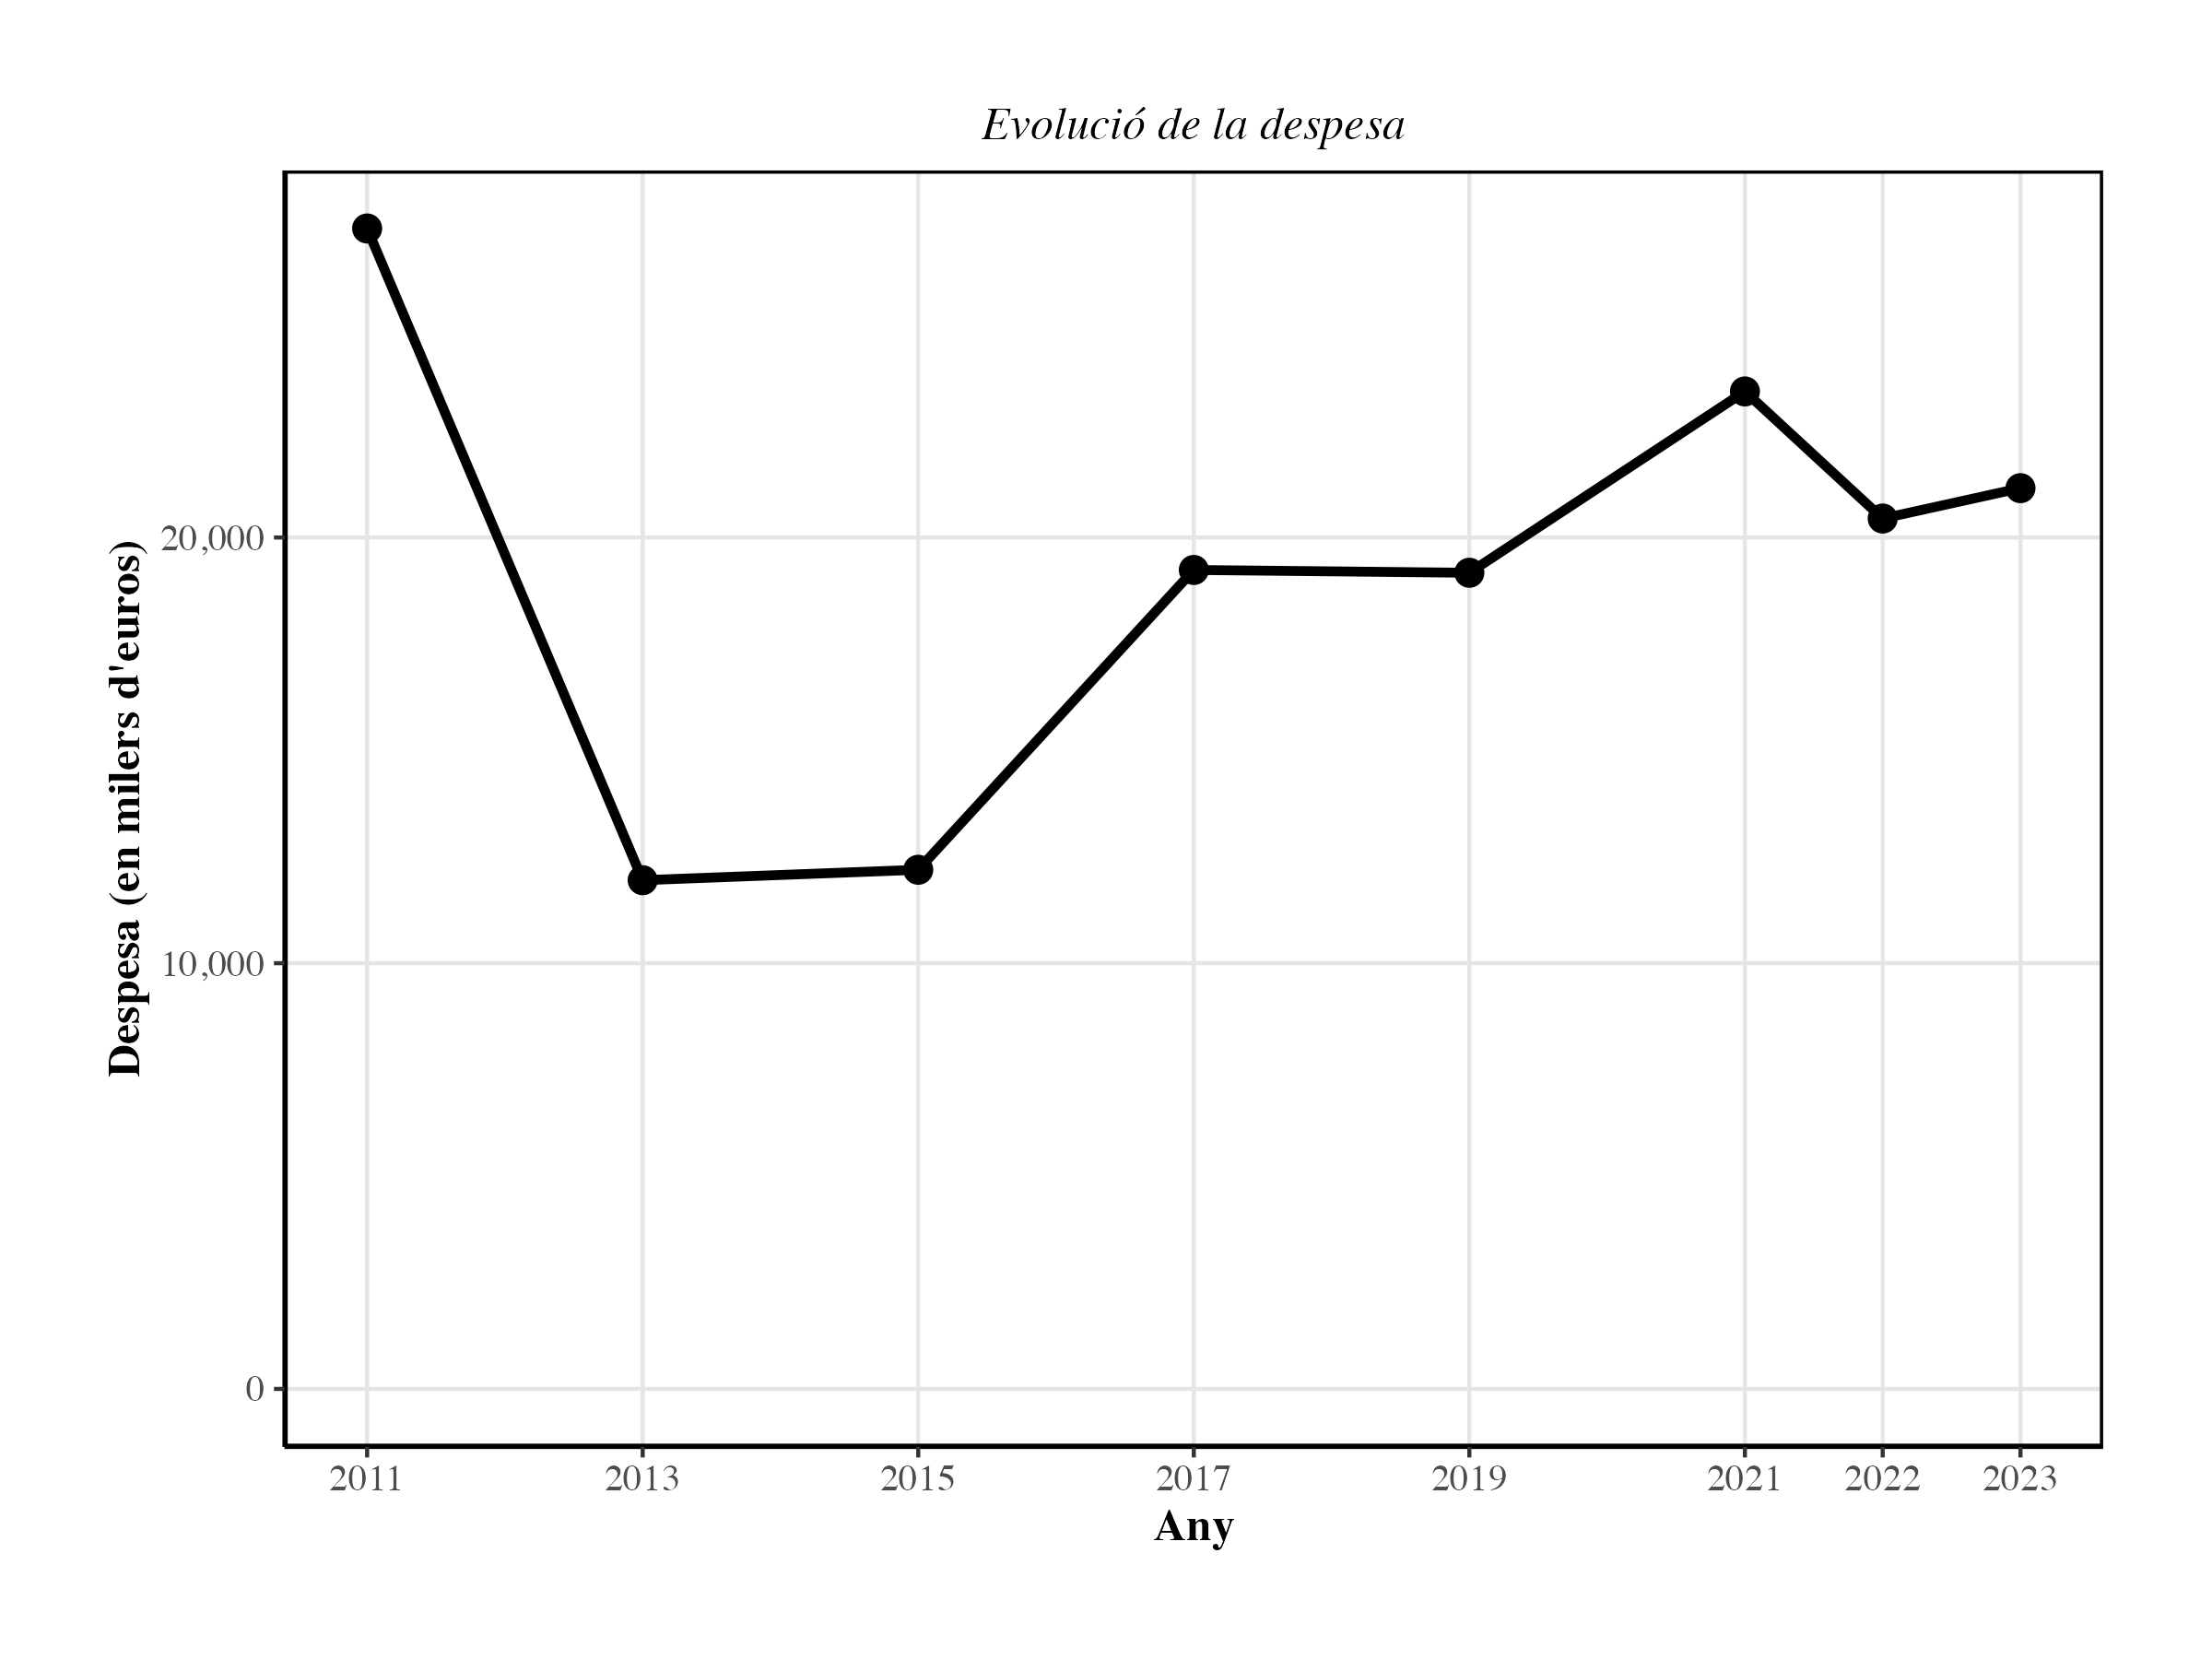 Evolució de la despesa
Despesa (en milers d'euros)
20,000
10,000
0
2011 2013 2015 2017 2019 2021 2022 2023
Any